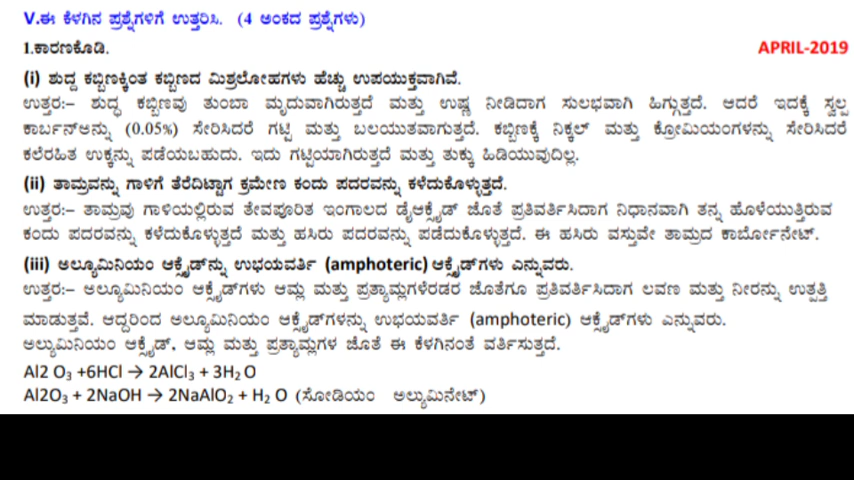 V.ಈ ಕೆಳಗಿನ ಪ್ರಶ್ನೆಗಳಿಗೆ ಉತ್ತರಿಸಿ. (4 ಅಂಕದ ಪ್ರಶ್ನೆಗಳು)
1.ಕಾರಣಕೊಡಿ. APRIL-2019
(i) ಶುದ್ದ ಕಬ್ಬಿಣಕ್ಕಿಂತ ಕಬ್ಬಿಣದ ಮಿಶ್ರಲೋಹಗಳು ಹೆಚ್ಚು ಉಪಯುಕ್ತವಾಗಿವೆ.
ಉತ್ತರ:– ಶುದ್ಧ ಕಬ್ಬಿಣವು ತುಂಬಾ ಮೃದುವಾಗಿರುತ್ತದೆ ಮತ್ತು ಉಷ್ಣ ನೀಡಿದಾಗ ಸುಲಭವಾಗಿ ಹಿಗ್ಗುತ್ತದೆ. ಆದರೆ ಇದಕ್ಕೆ ಸ್ವಲ್ಪ
ಕಾರ್ಬನ್ಅನ್ನು (0.05%) ಸೇರಿಸಿದರೆ ಗಟ್ಟಿ ಮತ್ತು ಬಲಯುತವಾಗುತ್ತದೆ. ಕಬ್ಬಿಣಕ್ಕೆ ನಿಕ್ಕಲ್ ಮತ್ತು ಕ್ರೋಮಿಯಂಗಳನ್ನು ಸೇರಿಸಿದರೆ
ಕಲೆರಹಿತ ಉಕ್ಕನ್ನು ಪಡೆಯಬಹುದು. ಇದು ಗಟ್ಟಿಯಾಗಿರುತ್ತದೆ ಮತ್ತು ತುಕ್ಕು ಹಿಡಿಯುವುದಿಲ್ಲ.
(ii) ತಾಮ್ರವನ್ನು ಗಾಳಿಗೆ ತೆರೆದಿಟ್ಟಾಗ ಕ್ರಮೇಣ ಕಂದು ಪದರವನ್ನು ಕಳೆದುಕೊಳ್ಳುತ್ತದೆ.
ಉತ್ತರ:– ತಾಮ್ರವು ಗಾಳಿಯಲ್ಲಿರುವ ತೇವಪೂರಿತ ಇಂಗಾಲದ ಡೈಆಕ್ಸೈಡ್ ಜೊತೆ ಪ್ರತಿವರ್ತಿಸಿದಾಗ ನಿಧಾನವಾಗಿ ತನ್ನ ಹೊಳೆಯುತ್ತಿರುವ
ಕಂದು ಪದರವನ್ನು ಕಳೆದುಕೊಳ್ಳುತ್ತದೆ ಮತ್ತು ಹಸಿರು ಪದರವನ್ನು ಪಡೆದುಕೊಳ್ಳುತ್ತದೆ. ಈ ಹಸಿರು ವಸ್ತುವೇ ತಾಮ್ರದ ಕಾರ್ಬೋನೇಟ್.
(iii) ಅಲ್ಯೂಮಿನಿಯಂ ಆಕ್ಸೈಡ್‌ನ್ನು ಉಭಯವರ್ತಿ (amphoteric) ಆಕ್ಸೈಡ್‌ಗಳು ಎನ್ನುವರು.
ಉತ್ತರ:– ಅಲ್ಯೂಮಿನಿಯಂ ಆಕ್ಸೈಡ್‌ಗಳು ಆಮ್ಲ ಮತ್ತು ಪ್ರತ್ಯಾಮ್ಲಗಳೆರಡರ ಜೊತೆಗೂ ಪ್ರತಿವರ್ತಿಸಿದಾಗ ಲವಣ ಮತ್ತು ನೀರನ್ನು ಉತ್ಪತ್ತಿ
ಮಾಡುತ್ತವೆ. ಆದ್ದರಿಂದ ಅಲ್ಯೂಮಿನಿಯಂ ಆಕ್ಸೈಡ್‌ಗಳನ್ನು ಉಭಯವರ್ತಿ (amphoteric) ಆಕ್ಸೈಡ್‌ಗಳು ಎನ್ನುವರು.
ಅಲ್ಯುಮಿನಿಯಂ ಆಕ್ಸೈಡ್, ಆಮ್ಲ ಮತ್ತು ಪ್ರತ್ಯಾಮ್ಲಗಳ ಜೊತೆ ಈ ಕೆಳಗಿನಂತೆ ವರ್ತಿಸುತ್ತದೆ.
Al2 O₃ +6HCl → 2AlCl₃ + 3H₂ O
Al2O₃ + 2NaOH → 2NaAlO₂ + H₂ O (ಸೋಡಿಯಂ ಅಲ್ಯುಮಿನೇಟ್)